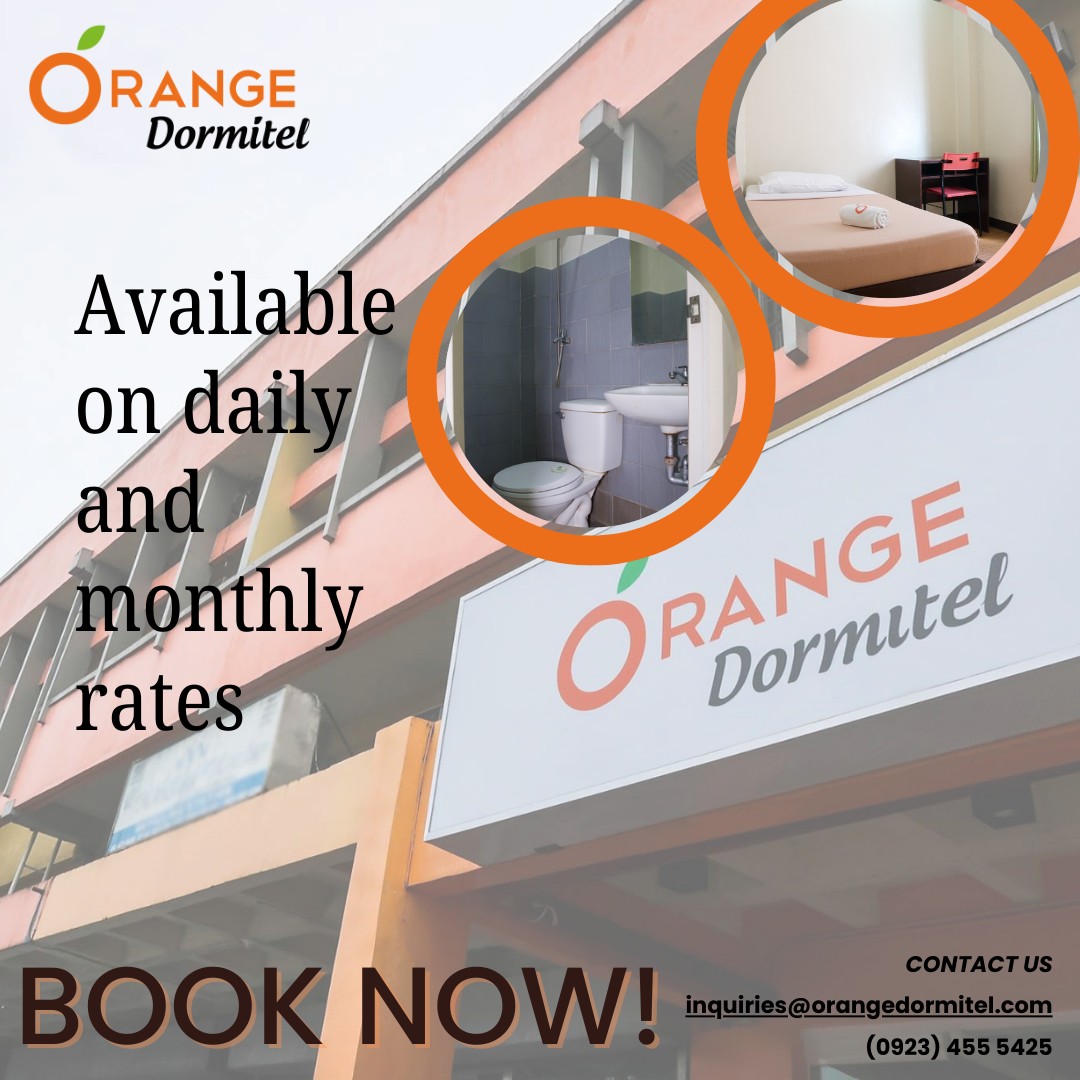 ORANGE
Dormitel
Available
on daily
and
monthly
rates
ORANGE
Dormitel
BOOK NOW!
CONTACT US
inquiries@orangedormitel.com
(0923) 455 5425